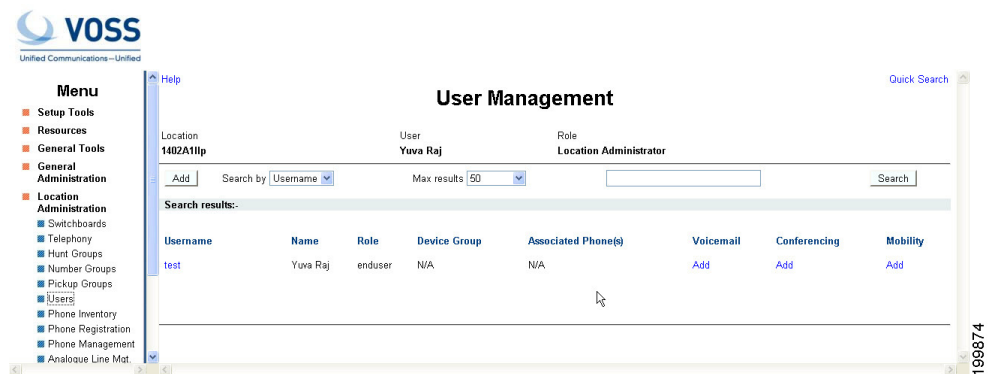 VOSS
Unified Communications—Unified
Menu
Setup Tools
Resources
General Tools
General
Administration
Location
Administration
Switchboards
Telephony
Hunt Groups
Number Groups
Pickup Groups
Users
Phone Inventory
Phone Registration
Phone Management
Analogue Line Mgt.
Help
Quick Search
User Management
Location User Role
1402A1llp Yuva Raj Location Administrator
Add Search by Username Max results 50 Search
Search results:-
Username Name Role Device Group Associated Phone(s) Voicemail Conferencing Mobility
test Yuva Raj enduser N/A N/A Add Add Add
199874